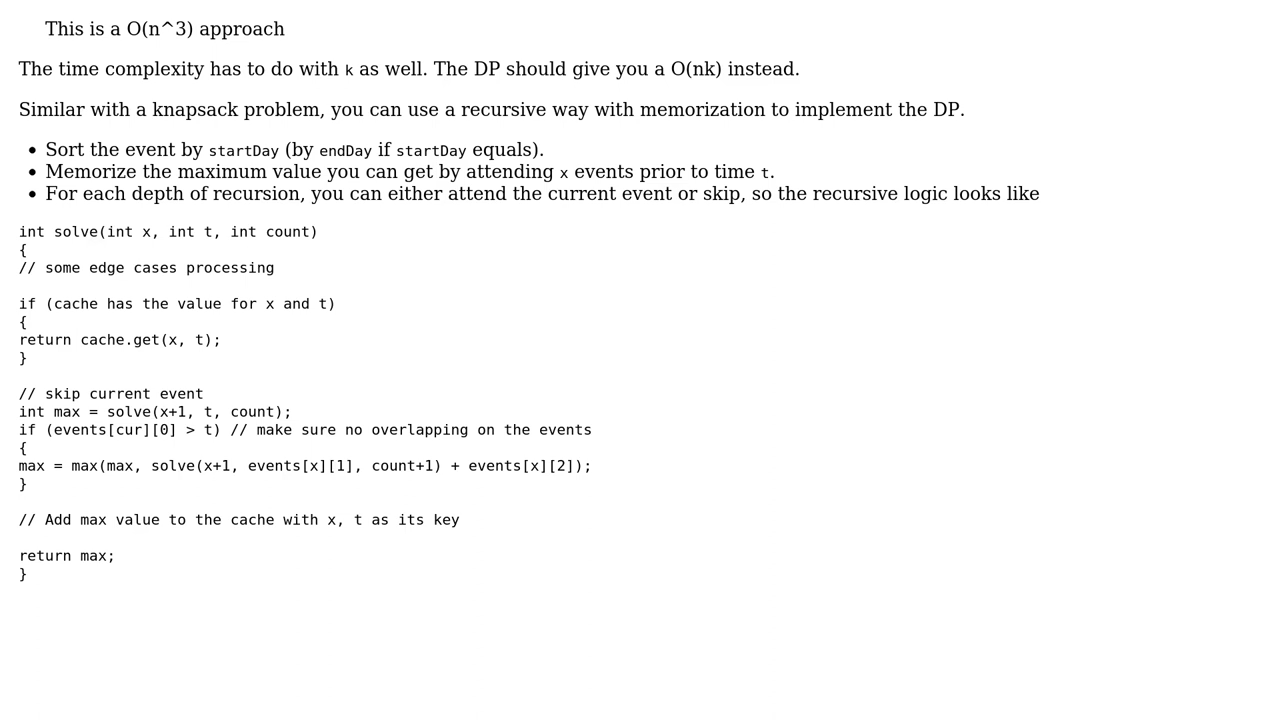 This is a O(n^3) approach
The time complexity has to do with k as well. The DP should give you a O(nk) instead.
Similar with a knapsack problem, you can use a recursive way with memorization to implement the DP.
• Sort the event by startDay (by endDay if startDay equals).
• Memorize the maximum value you can get by attending x events prior to time t.
• For each depth of recursion, you can either attend the current event or skip, so the recursive logic looks like
int solve(int x, int t, int count)
{
// some edge cases processing
if (cache has the value for x and t)
{
return cache.get(x, t);
}
// skip current event
int max = solve(x+1, t, count);
if (events[cur][0] > t) // make sure no overlapping on the events
{
max = max(max, solve(x+1, events[x][1], count+1) + events[x][2]);
}
// Add max value to the cache with x, t as its key
return max;
}